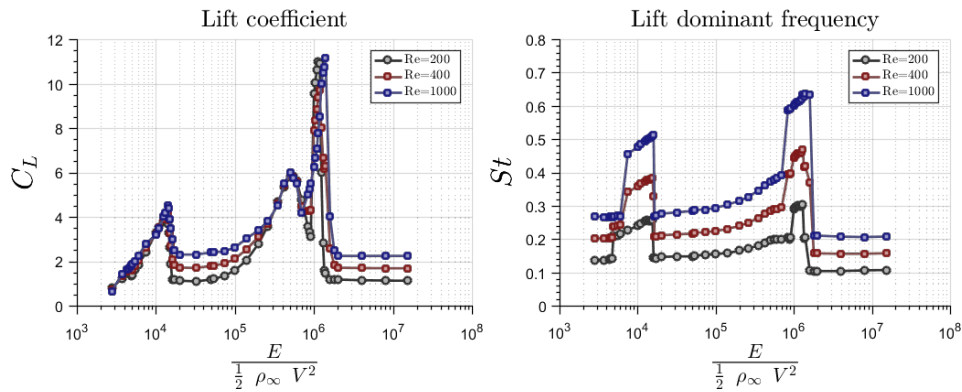 Lift coefficient
12
10
8
6
4
2
0
C_L
10^3
10^4
10^5
10^6
10^7
10^8
E
1/2 ρ∞ V^2
Re=200
Re=400
Re=1000
Lift dominant frequency
0.8
0.7
0.6
0.5
0.4
0.3
0.2
0.1
0
St
10^3
10^4
10^5
10^6
10^7
10^8
E
1/2 ρ∞ V^2
Re=200
Re=400
Re=1000